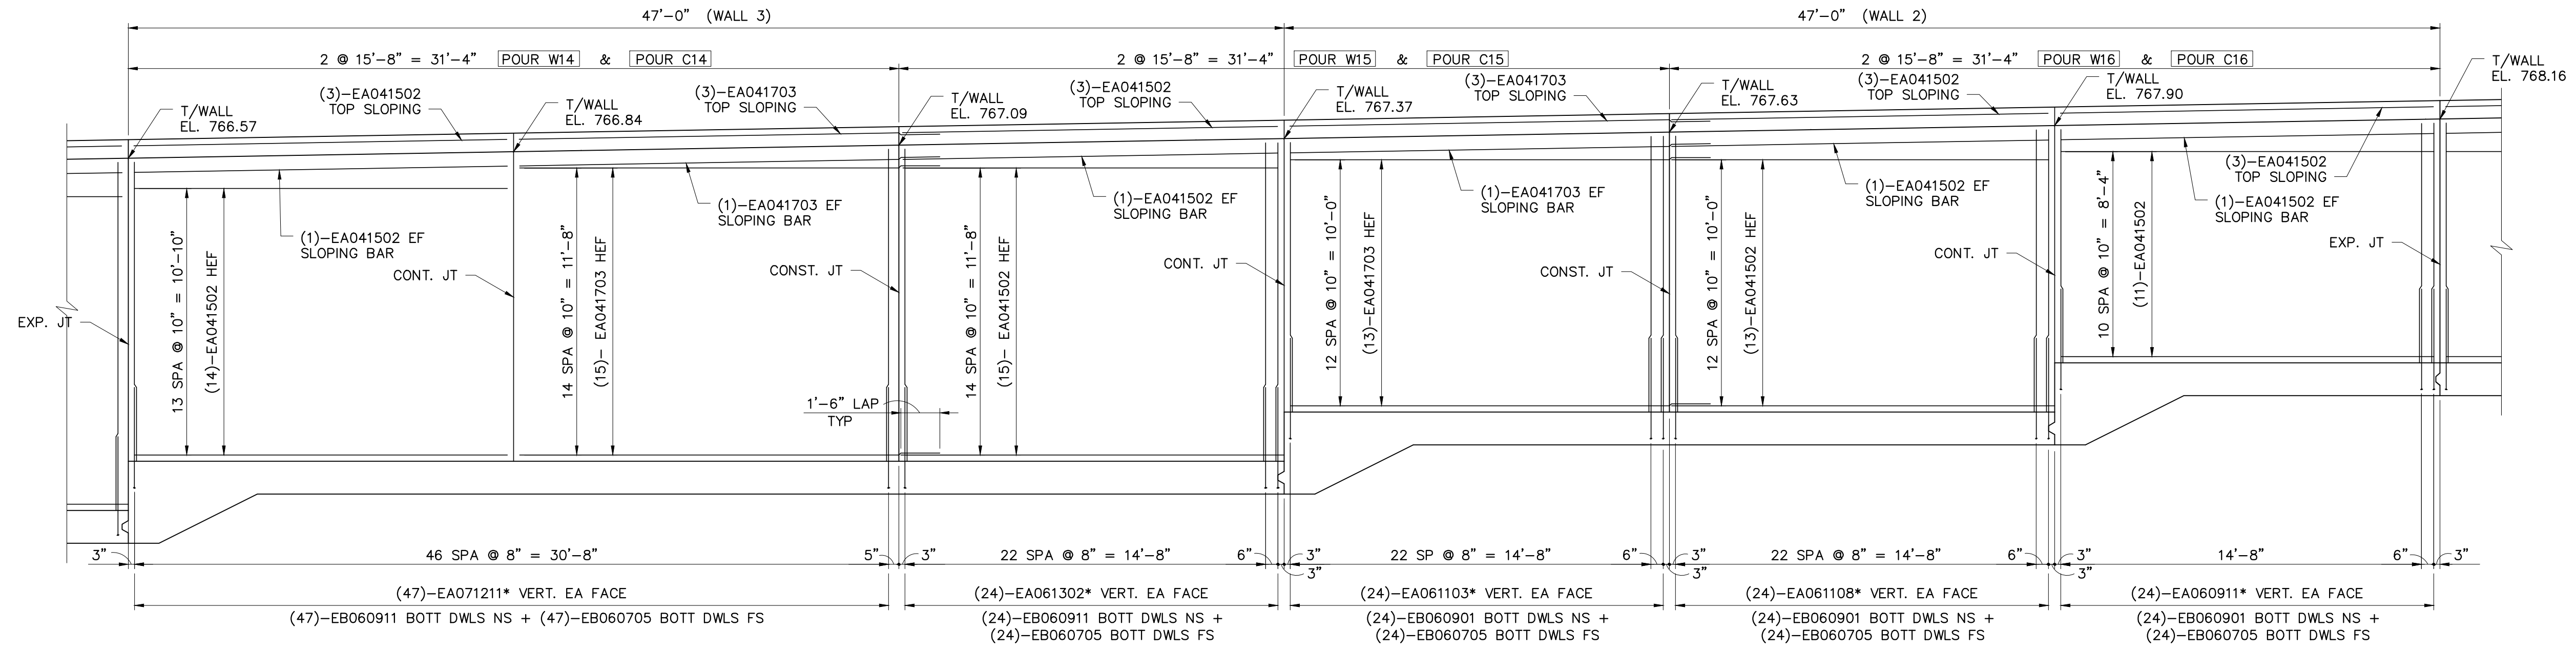 47'-0" (WALL 3)
47'-0" (WALL 2)
2 @ 15'-8" = 31'-4" POUR W14 & POUR C14
2 @ 15'-8" = 31'-4" POUR W15 & POUR C15
2 @ 15'-8" = 31'-4" POUR W16 & POUR C16
T/WALL
EL. 766.57
(3)-EA041502
TOP SLOPING
T/WALL
EL. 766.84
(3)-EA041703
TOP SLOPING
T/WALL
EL. 767.09
(3)-EA041502
TOP SLOPING
T/WALL
EL. 767.37
(3)-EA041703
TOP SLOPING
T/WALL
EL. 767.63
(3)-EA041502
TOP SLOPING
T/WALL
EL. 767.90
T/WALL
EL. 768.16
(3)-EA041502
TOP SLOPING
EXP. JT
13 SPA @ 10" = 10'-10"
(14)-EA041502 HEF
(1)-EA041502 EF
SLOPING BAR
CONT. JT
14 SPA @ 10" = 11'-8"
(15)- EA041703 HEF
(1)-EA041703 EF
SLOPING BAR
CONST. JT
1'-6" LAP
TYP
14 SPA @ 10" = 11'-8"
(15)- EA041502 HEF
(1)-EA041502 EF
SLOPING BAR
CONT. JT
12 SPA @ 10" = 10'-0"
(13)-EA041703 HEF
(1)-EA041703 EF
SLOPING BAR
CONST. JT
12 SPA @ 10" = 10'-0"
(13)-EA041502 HEF
(1)-EA041502 EF
SLOPING BAR
CONT. JT
10 SPA @ 10" = 8'-4"
(11)-EA041502
(1)-EA041502 EF
SLOPING BAR
EXP. JT
3"
46 SPA @ 8" = 30'-8"
5"
3"
22 SPA @ 8" = 14'-8"
6"
3"
3"
22 SP @ 8" = 14'-8"
6"
3"
3"
22 SPA @ 8" = 14'-8"
6"
3"
3"
14'-8"
6"
3"
(47)-EA071211* VERT. EA FACE
(47)-EB060911 BOTT DWLS NS + (47)-EB060705 BOTT DWLS FS
(24)-EA061302* VERT. EA FACE
(24)-EB060911 BOTT DWLS NS +
(24)-EB060705 BOTT DWLS FS
(24)-EA061103* VERT. EA FACE
(24)-EB060901 BOTT DWLS NS +
(24)-EB060705 BOTT DWLS FS
(24)-EA061108* VERT. EA FACE
(24)-EB060901 BOTT DWLS NS +
(24)-EB060705 BOTT DWLS FS
(24)-EA060911* VERT. EA FACE
(24)-EB060901 BOTT DWLS NS +
(24)-EB060705 BOTT DWLS FS